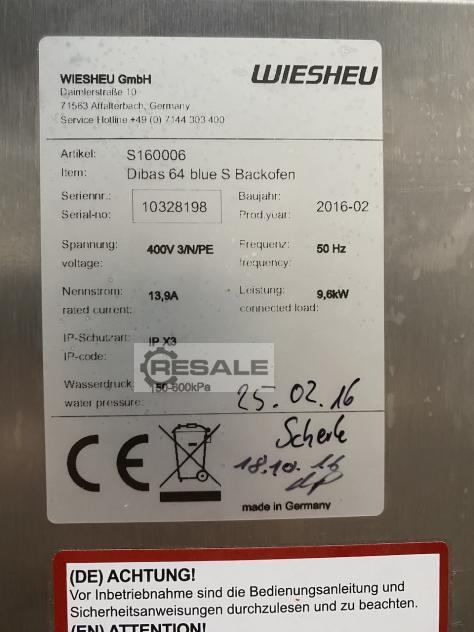 WIESHEU GmbH
WIESHEU
Daimlerstraße 10
71563 Affalterbach, Germany
Service Hotline +49 (0) 7144 303 400
Artikel: S160006
Item: Dibas 64 blue S Backofen
Seriennr.: Baujahr:
Serial-no: 10328198 Prod.year: 2016-02
Spannung: 400V 3/N/PE Frequenz: 50 Hz
voltage: frequency:
Nennstrom: 13,9A Leistung: 9,6kW
rated current: connected load:
IP-Schutzart: IP X3
IP-code:
RESALE
Wasserdruck: 150-600kPa
water pressure:
25.02.16
Scherle
18.10.16
CE
made in Germany
(DE) ACHTUNG!
Vor Inbetriebnahme sind die Bedienungsanleitung und
Sicherheitsanweisungen durchzulesen und zu beachten.
(EN) ATTENTION!